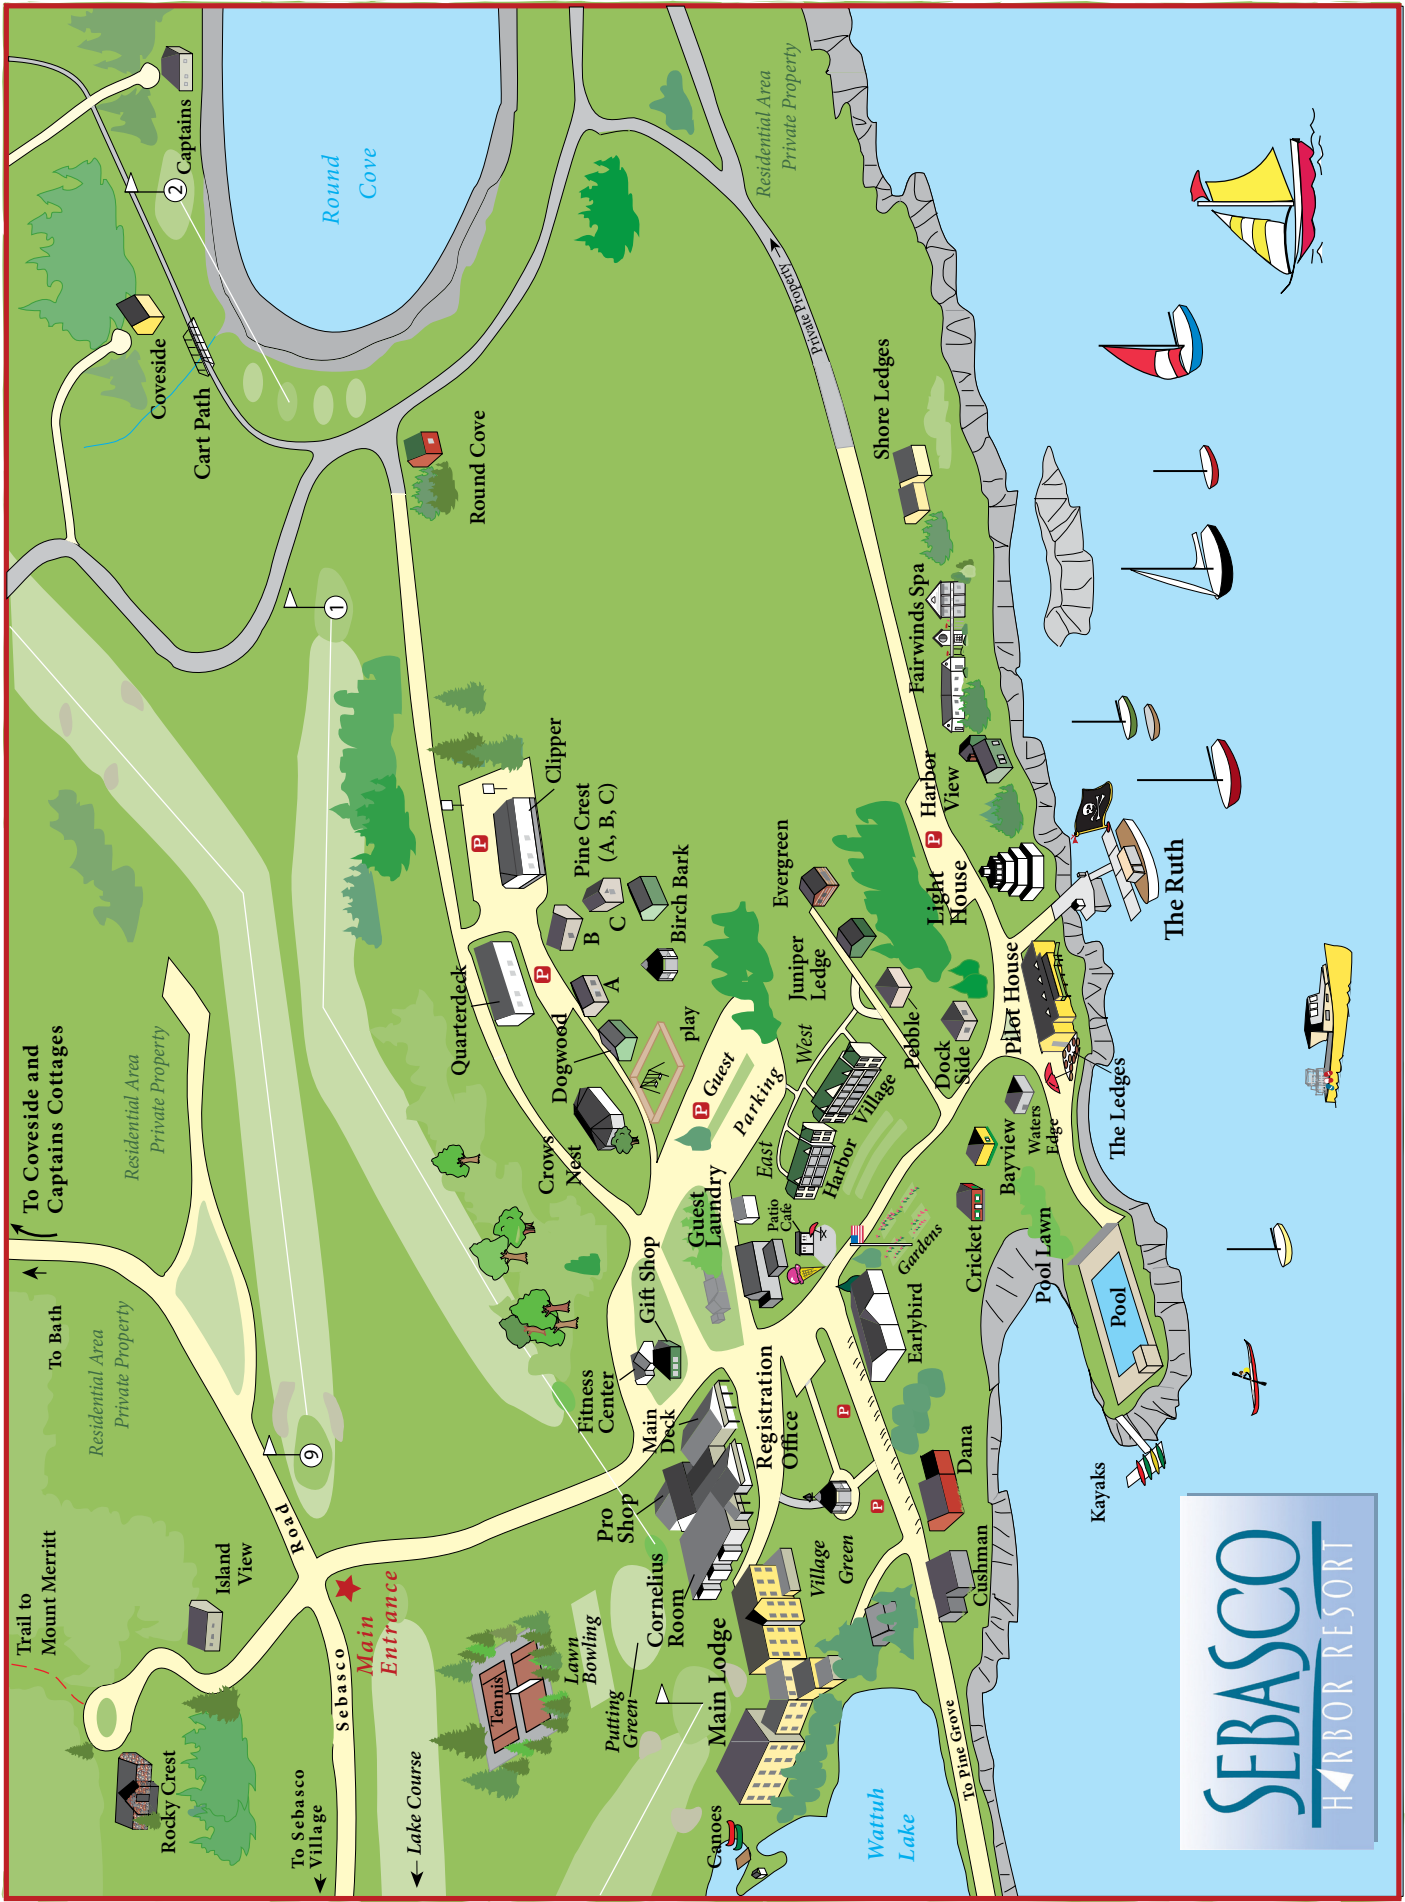 Trail to
Mount Merritt
To Bath
To Coveside and
Captains Cottages
Residential Area
Private Property
Residential Area
Private Property
Rocky Crest
Island
View
Road
9
Coveside
Captains
2
Cart Path
Round
Cove
1
To Sebasco
Village
Sebasco
Main
Entrance
Lake Course
Round Cove
Residential Area
Private Property
Private Property
Tennis
Lawn
Bowling
Putting
Green
Cornelius
Room
Pro
Shop
Fitness
Center
Main
Deck
Gift Shop
Crows
Nest
Dogwood
Quarterdeck
P
P
Clipper
Pine Crest
(A, B, C)
A
B
C
Birch Bark
play
P Guest
Parking
Guest
Laundry
Main Lodge
Registration
Office
Patio
Cafe
East
West
Harbor
Village
Juniper
Ledge
Evergreen
Pebble
Dock
Side
Light
House
P
Harbor
View
Fairwinds Spa
Shore Ledges
Canoes
Wattuh
Lake
Village
Green
P
P
Earlybird
Gardens
Dana
Cushman
To Pine Grove
Cricket
Bayview
Waters
Edge
Pilot House
Pool Lawn
Pool
The Ledges
The Ruth
Kayaks
SEBASCO
HARBOR RESORT